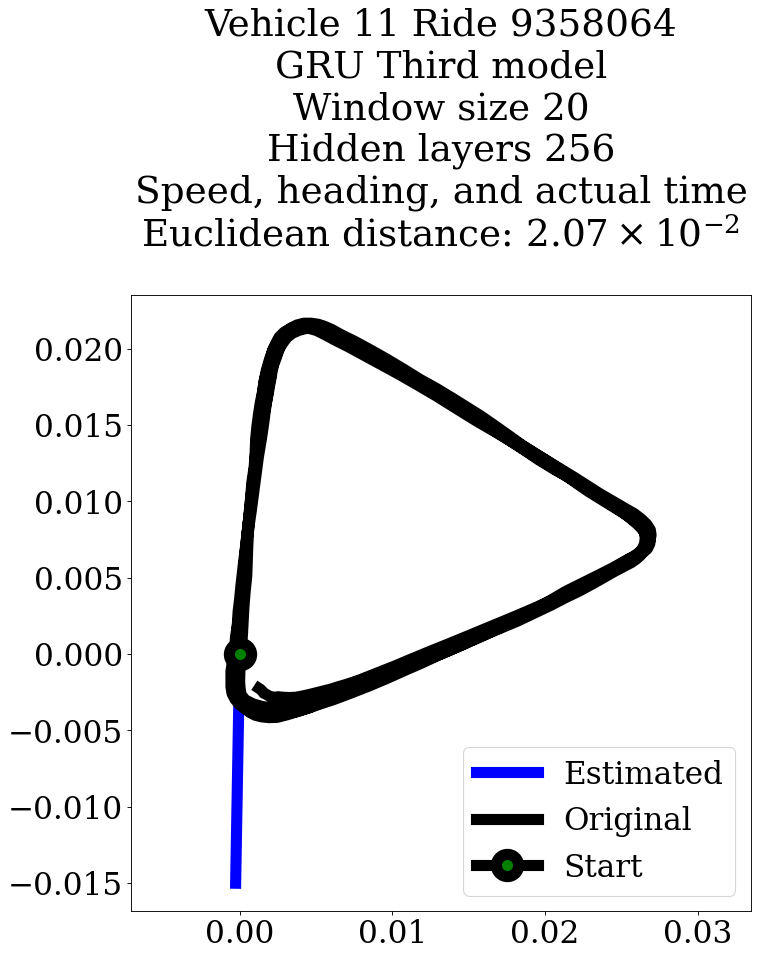 Vehicle 11 Ride 9358064
GRU Third model
Window size 20
Hidden layers 256
Speed, heading, and actual time
Euclidean distance: 2.07 × 10⁻²
0.020
0.015
0.010
0.005
0.000
−0.005
−0.010
−0.015
Estimated
Original
Start
0.00 0.01 0.02 0.03